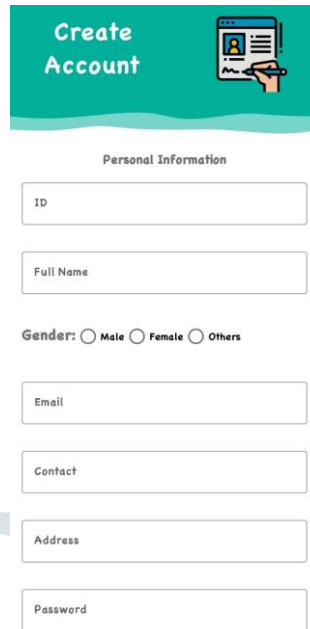 Create
Account
Personal Information
ID
Full Name
Gender: Male Female Others
Email
Contact
Address
Password